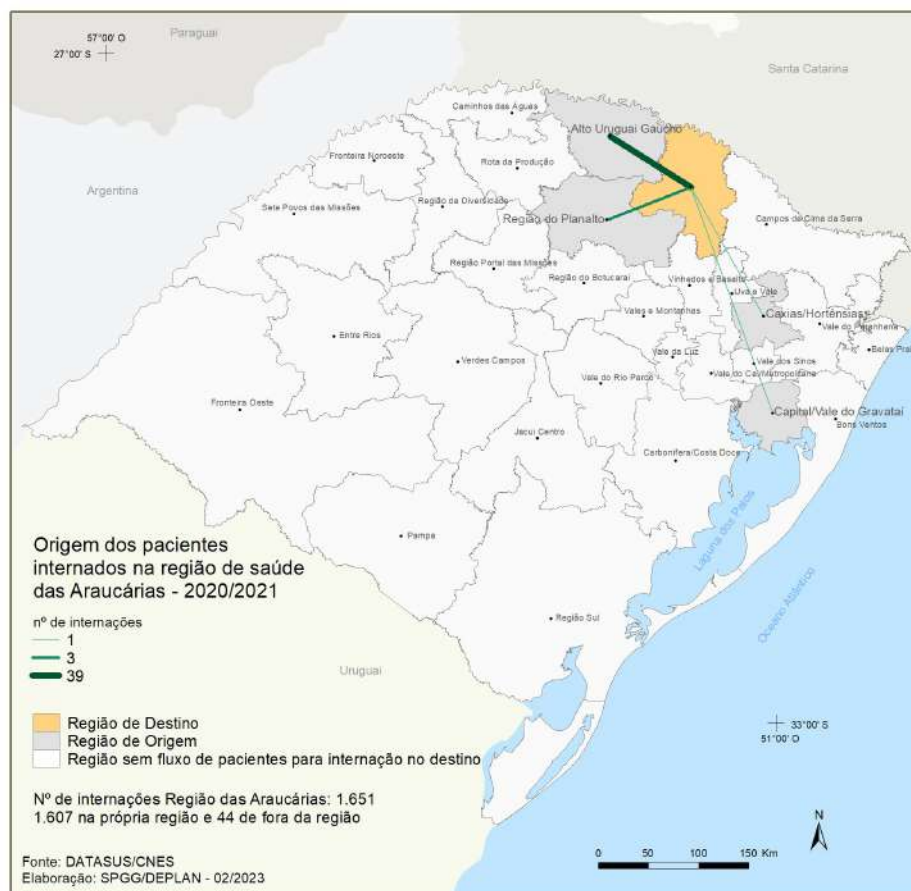 Paraguai
57°00' O
27°00' S
Santa Catarina
Caminhos das Águas
Alto Uruguai Gaúcho
Fronteira Noroeste
Rota da Produção
Argentina
Sete Povos das Missões
Região da Diversidade
Região do Planalto
Campos de Cima da Serra
Região Portal das Missões
Região do Botucaraí
Vinhedos e Basalto
Uva e Vale
Vales e Montanhas
Caxias/Hortênsias
Vale do Paranhana
Entre Rios
Belas Prai
Verdes Campos
Vale da Luz
Vale dos Sinos
Vale do Caí/Metropolitana
Vale do Rio Pardo
Fronteira Oeste
Capital/Vale do Gravataí
Bons Ventos
Jacuí Centro
Carbonífera/Costa Doce
Laguna dos Patos
Pampa
Oceano Atlântico
Região Sul
Uruguai
Origem dos pacientes
internados na região de saúde
das Araucárias - 2020/2021
nº de internações
1
3
39
Região de Destino
Região de Origem
Região sem fluxo de pacientes para internação no destino
33°00' S
51°00' O
Nº de internações Região das Araucárias: 1.651
1.607 na própria região e 44 de fora da região
N
0 50 100 150 Km
Fonte: DATASUS/CNES
Elaboração: SPGG/DEPLAN - 02/2023